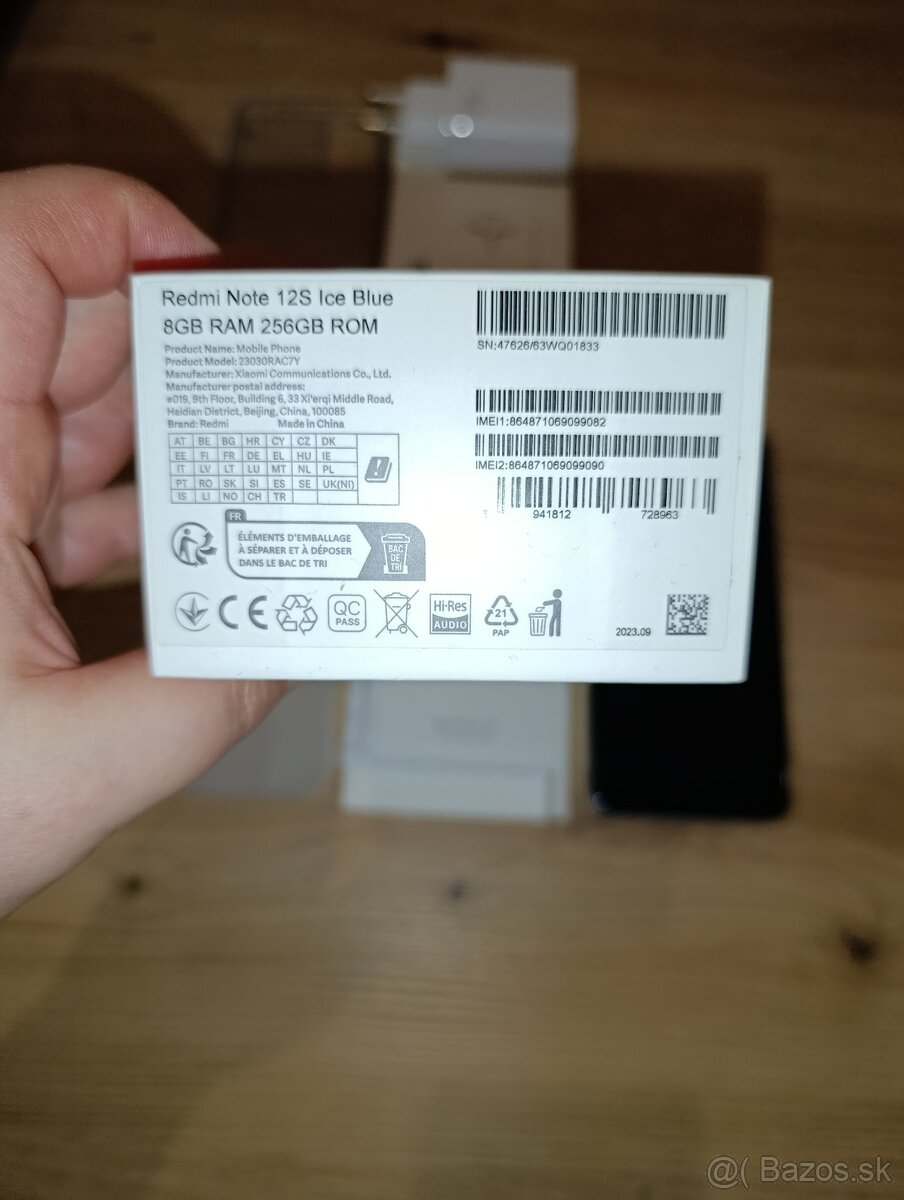 Redmi Note 12S Ice Blue
8GB RAM 256GB ROM
Product Name: Mobile Phone
Product Model: 23030RAC7Y
Manufacturer: Xiaomi Communications Co., Ltd.
Manufacturer postal address:
#019, 9th Floor, Building 6, 33 Xi'erqi Middle Road,
Haidian District, Beijing, China, 100085
Brand: Redmi Made in China
AT BE BG HR CY CZ DK
EE FI FR DE EL HU IE
IT LV LT LU MT NL PL
PT RO SK SI ES SE UK(NI)
IS LI NO CH TR
SN:47626/63WQ01833
IMEI1:864871069099082
IMEI2:864871069099090
3 941812 728963
FR
ÉLÉMENTS D'EMBALLAGE
À SÉPARER ET À DÉPOSER
DANS LE BAC DE TRI
BAC
DE
TRI
CE
QC
PASS
Hi-Res
AUDIO
21
PAP
2023.09
@( Bazos.sk